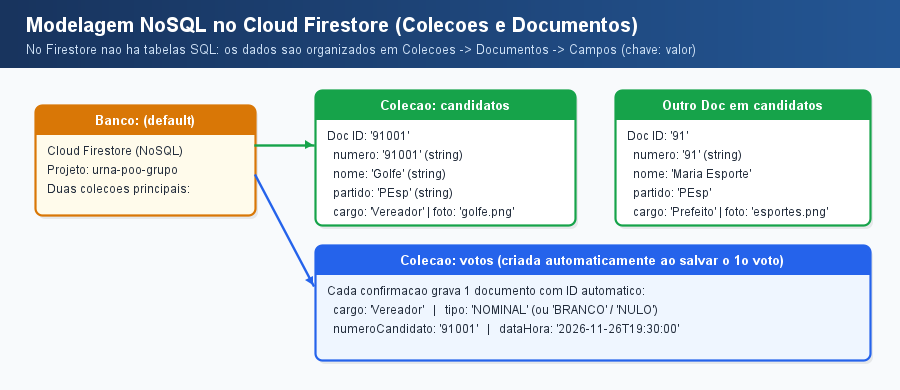 Modelagem NoSQL no Cloud Firestore (Colecoes e Documentos)
No Firestore nao ha tabelas SQL: os dados sao organizados em Colecoes -> Documentos -> Campos (chave: valor)
Banco: (default)
Cloud Firestore (NoSQL)
Projeto: urna-poo-grupo
Duas colecoes principais:
Colecao: candidatos
Doc ID: '91001'
numero: '91001' (string)
nome: 'Golfe' (string)
partido: 'PEsp' (string)
cargo: 'Vereador' | foto: 'golfe.png'
Outro Doc em candidatos
Doc ID: '91'
numero: '91' (string)
nome: 'Maria Esporte'
partido: 'PEsp'
cargo: 'Prefeito' | foto: 'esportes.png'
Colecao: votos (criada automaticamente ao salvar o 1o voto)
Cada confirmacao grava 1 documento com ID automatico:
cargo: 'Vereador' | tipo: 'NOMINAL' (ou 'BRANCO' / 'NULO')
numeroCandidato: '91001' | dataHora: '2026-11-26T19:30:00'